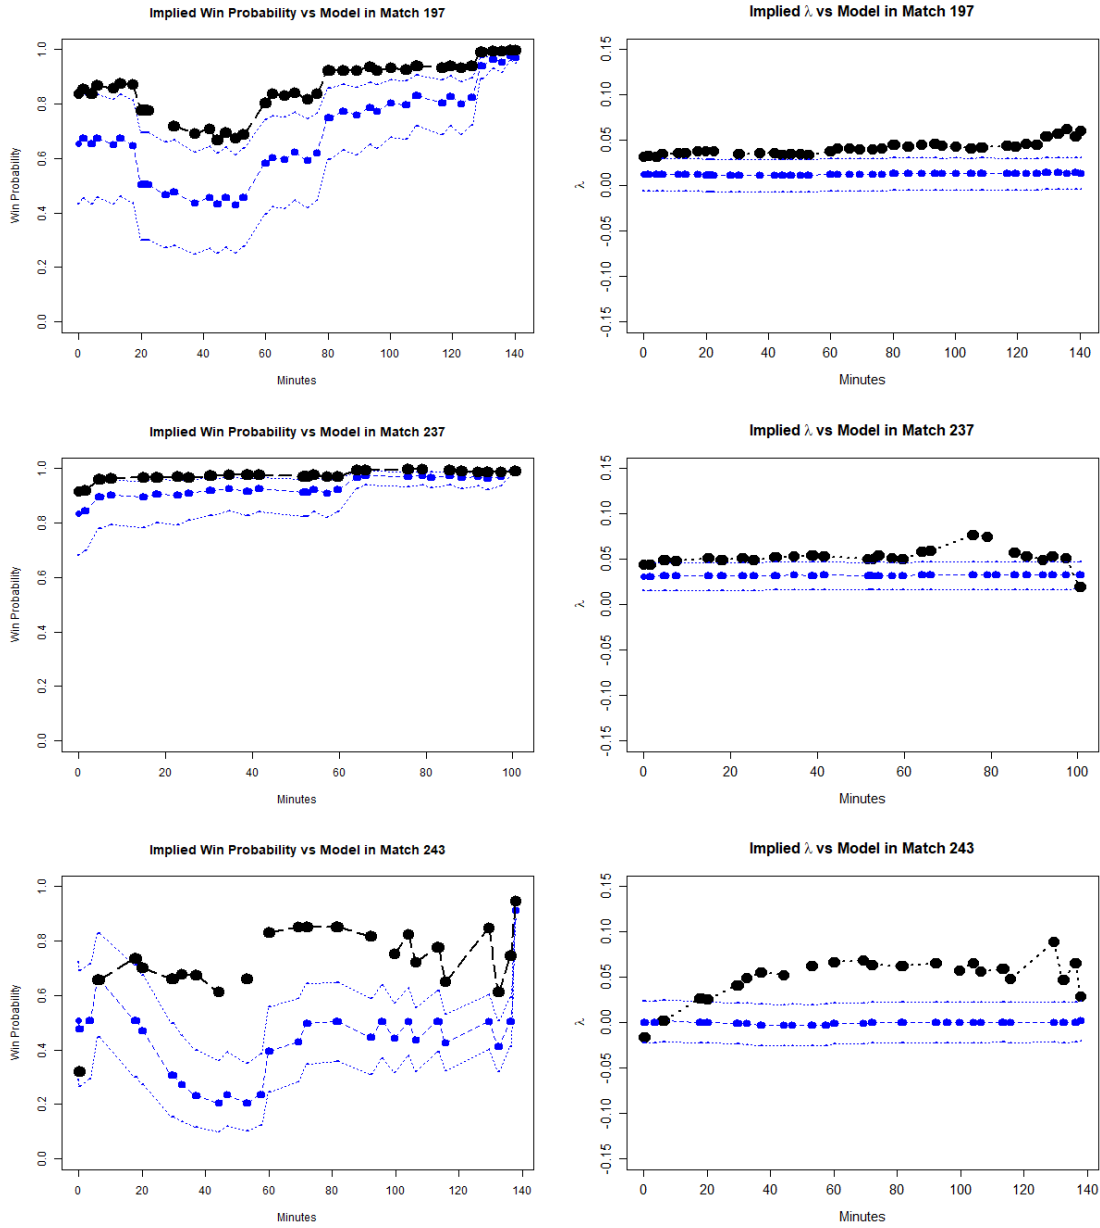 Implied Win Probability vs Model in Match 197
Win Probability
1.0
0.8
0.6
0.4
0.2
0.0
0 20 40 60 80 100 120 140
Minutes
Implied λ vs Model in Match 197
λ
0.15
0.10
0.05
0.00
-0.05
-0.10
-0.15
0 20 40 60 80 100 120 140
Minutes
Implied Win Probability vs Model in Match 237
Win Probability
1.0
0.8
0.6
0.4
0.2
0.0
0 20 40 60 80 100
Minutes
Implied λ vs Model in Match 237
λ
0.15
0.10
0.05
0.00
-0.05
-0.10
-0.15
0 20 40 60 80 100
Minutes
Implied Win Probability vs Model in Match 243
Win Probability
1.0
0.8
0.6
0.4
0.2
0.0
0 20 40 60 80 100 120 140
Minutes
Implied λ vs Model in Match 243
λ
0.15
0.10
0.05
0.00
-0.05
-0.10
-0.15
0 20 40 60 80 100 120 140
Minutes